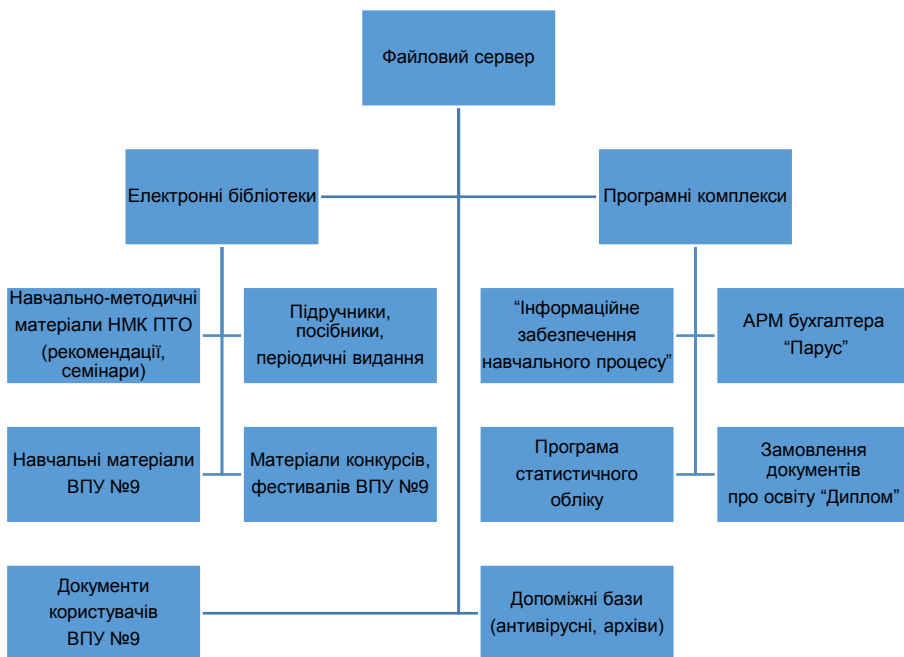 Файловий сервер
Електронні бібліотеки
Програмні комплекси
Навчально-методичні
матеріали НМК ПТО
(рекомендації,
семінари)
Підручники,
посібники,
періодичні видання
“Інформаційне
забезпечення
навчального процесу”
АРМ бухгалтера
“Парус”
Навчальні матеріали
ВПУ №9
Матеріали конкурсів,
фестивалів ВПУ №9
Програма
статистичного
обліку
Замовлення
документів
про освіту “Диплом”
Документи
користувачів
ВПУ №9
Допоміжні бази
(антивірусні, архіви)